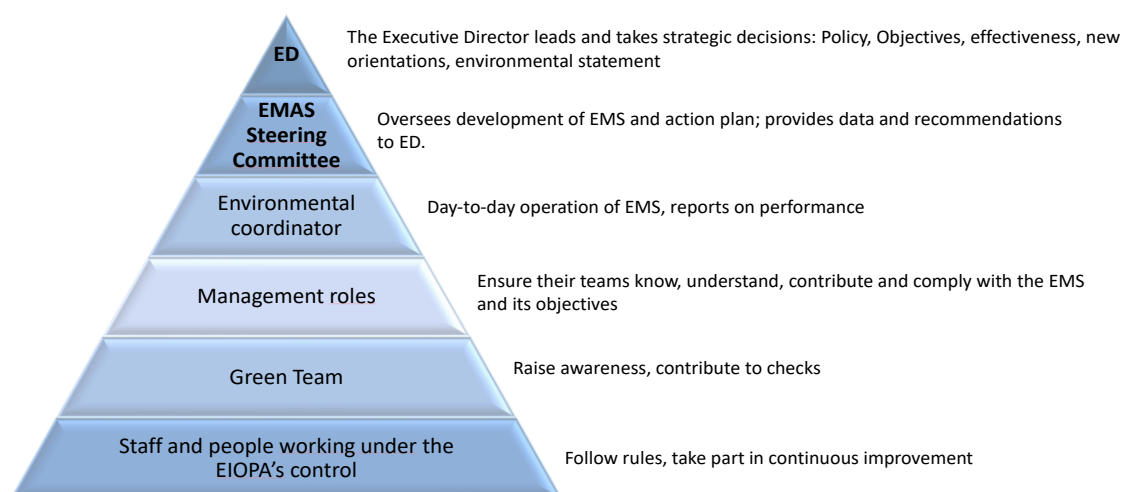 ED
The Executive Director leads and takes strategic decisions: Policy, Objectives, effectiveness, new
orientations, environmental statement
EMAS
Steering
Committee
Oversees development of EMS and action plan; provides data and recommendations
to ED.
Environmental
coordinator
Day-to-day operation of EMS, reports on performance
Management roles
Ensure their teams know, understand, contribute and comply with the EMS
and its objectives
Green Team
Raise awareness, contribute to checks
Staff and people working under the
EIOPA's control
Follow rules, take part in continuous improvement